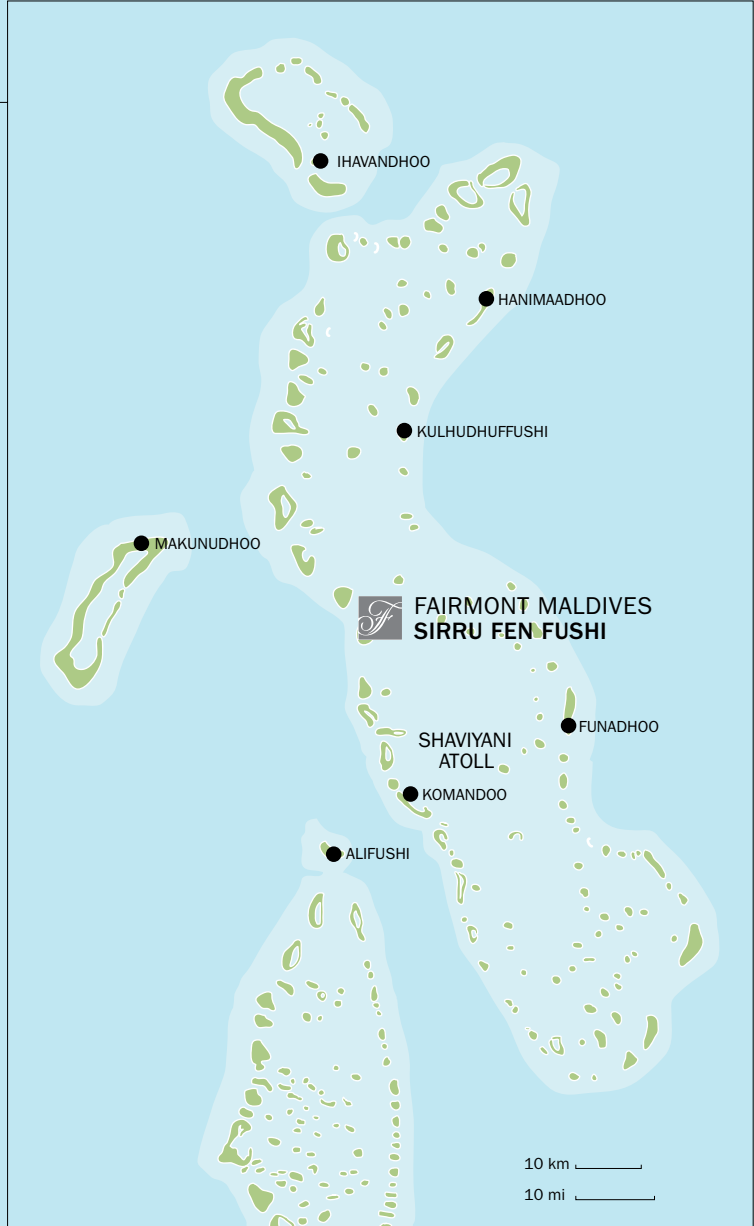 IHAVANDHOO
HANIMAADHOO
KULHUDHUFFUSHI
MAKUNUDHOO
FAIRMONT MALDIVES
SIRRU FEN FUSHI
FUNADHOO
SHAVIYANI
ATOLL
KOMANDOO
ALIFUSHI
10 km
10 mi